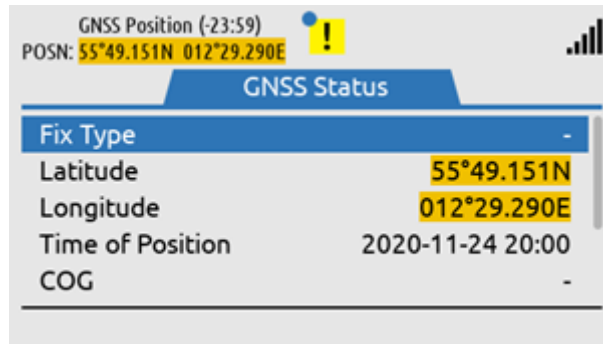 GNSS Position (-23:59)
POSN: 55°49.151N 012°29.290E
!
GNSS Status
Fix Type -
Latitude 55°49.151N
Longitude 012°29.290E
Time of Position 2020-11-24 20:00
COG -